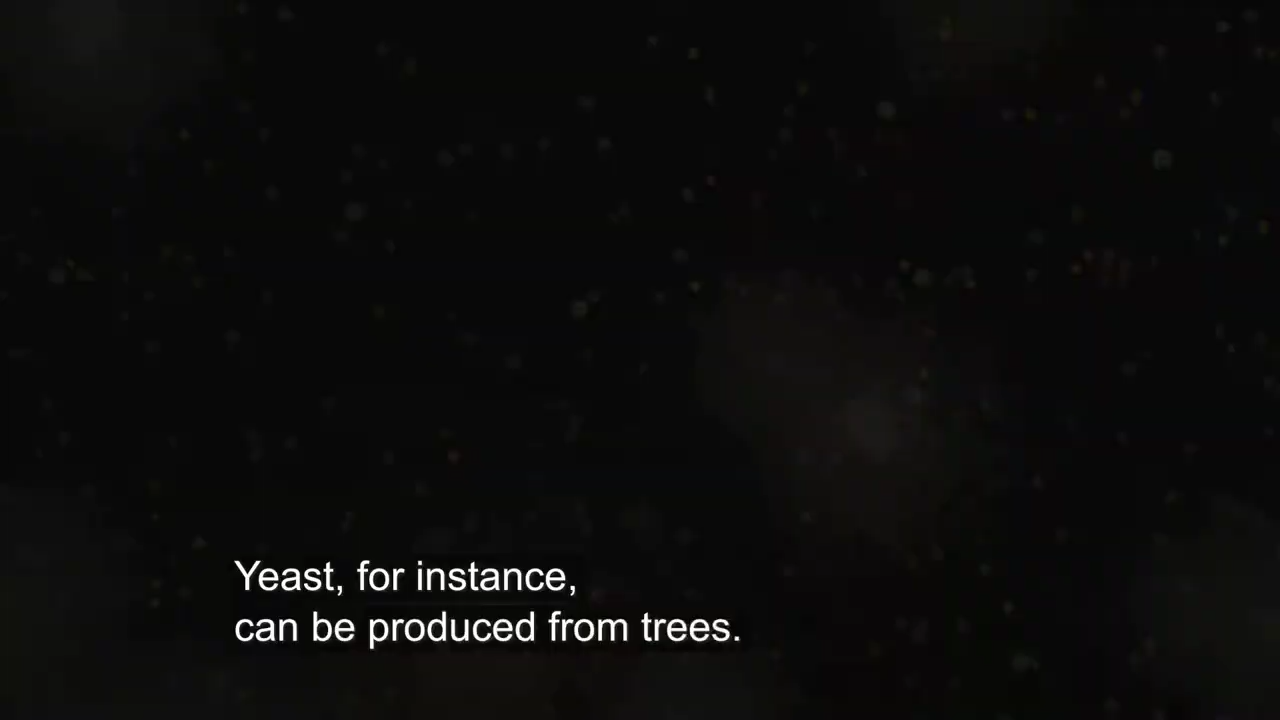 Yeast, for instance,
can be produced from trees.